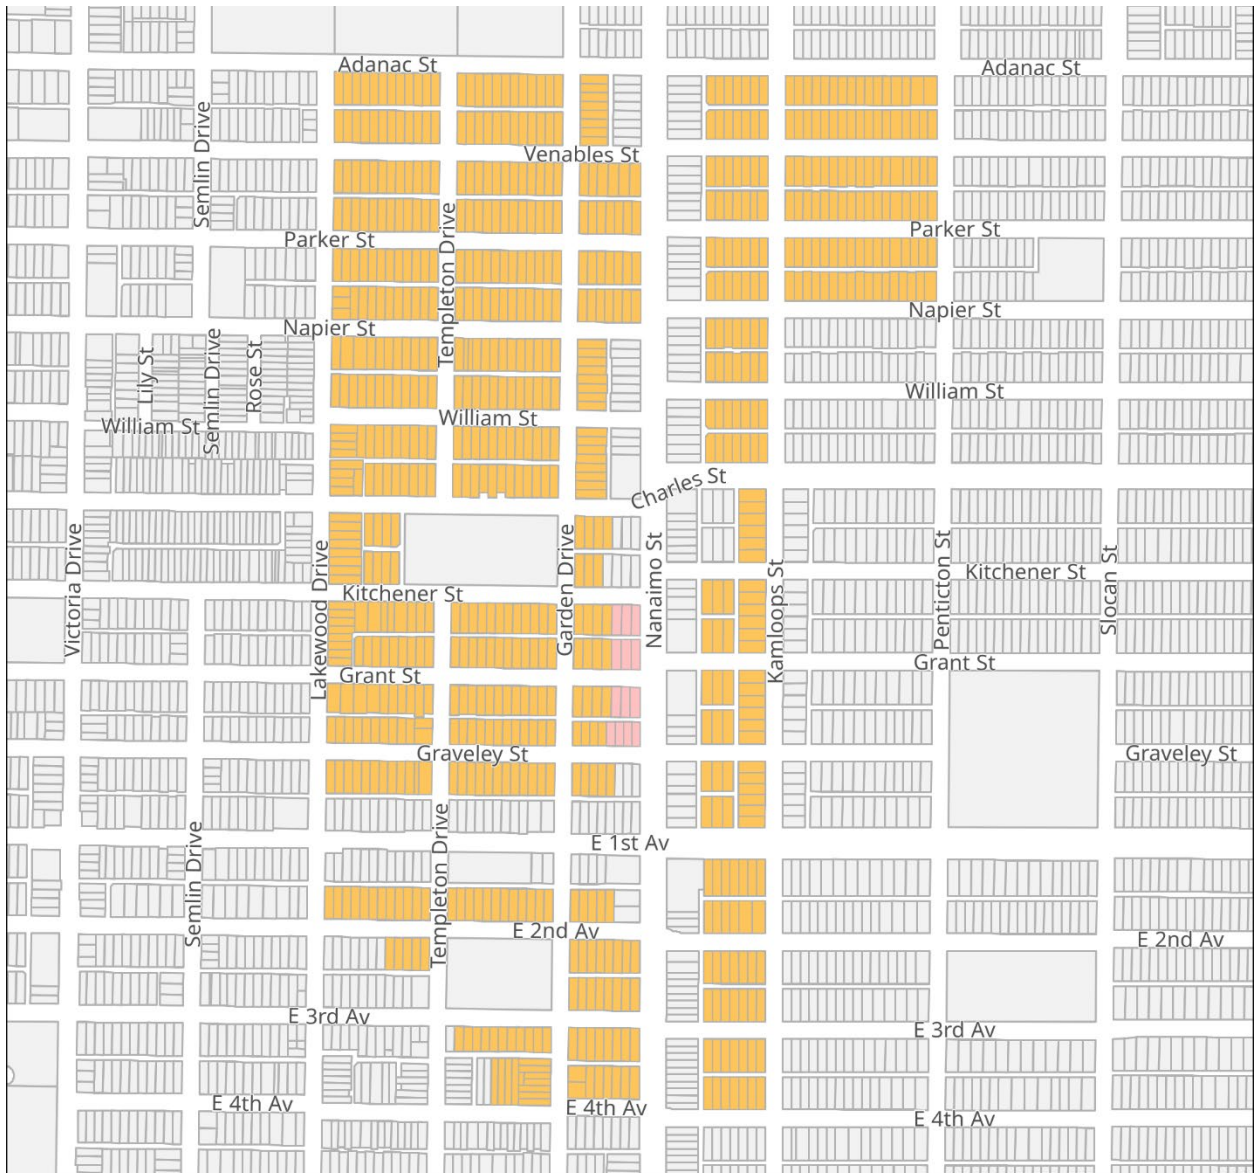 Adanac St
Adanac St
Semlin Drive
Venables St
Parker St
Templeton Drive
Parker St
Napier St
Napier St
Lily St
Semlin Drive
Rose St
William St
William St
William St
Charles St
Victoria Drive
Lakewood Drive
Garden Drive
Nanaimo St
Kamloops St
Penticton St
Slocan St
Kitchener St
Kitchener St
Grant St
Grant St
Graveley St
Graveley St
Semlin Drive
Templeton Drive
E 1st Av
E 2nd Av
E 2nd Av
E 3rd Av
E 3rd Av
E 4th Av
E 4th Av
E 4th Av